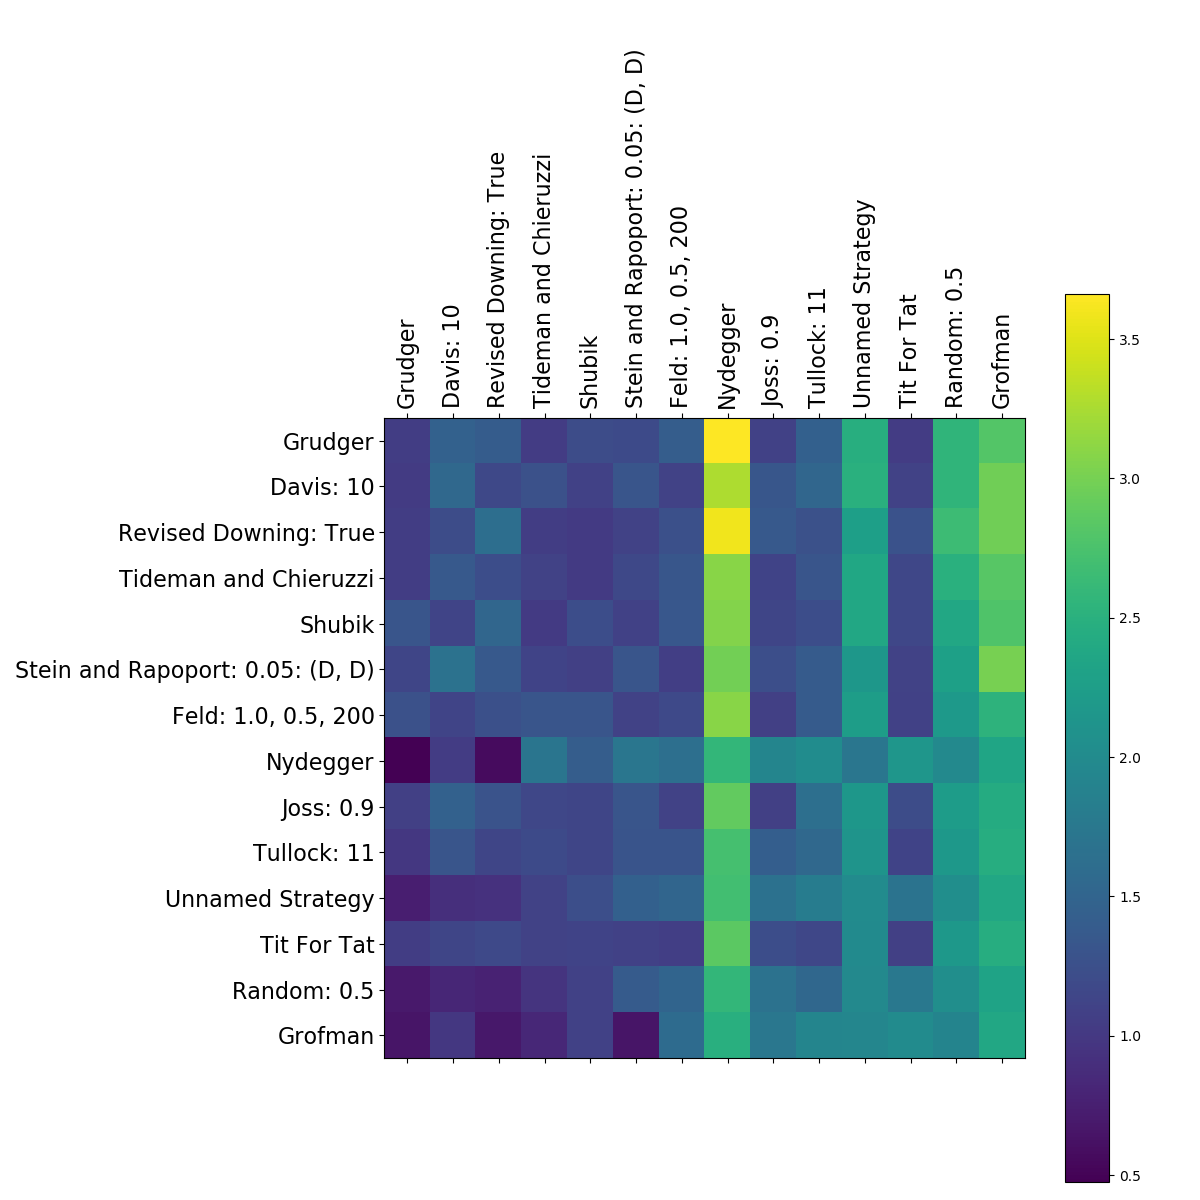 Grudger
Davis: 10
Revised Downing: True
Tideman and Chieruzzi
Shubik
Stein and Rapoport: 0.05: (D, D)
Feld: 1.0, 0.5, 200
Nydegger
Joss: 0.9
Tullock: 11
Unnamed Strategy
Tit For Tat
Random: 0.5
Grofman
Grudger
Davis: 10
Revised Downing: True
Tideman and Chieruzzi
Shubik
Stein and Rapoport: 0.05: (D, D)
Feld: 1.0, 0.5, 200
Nydegger
Joss: 0.9
Tullock: 11
Unnamed Strategy
Tit For Tat
Random: 0.5
Grofman
3.5
3.0
2.5
2.0
1.5
1.0
0.5